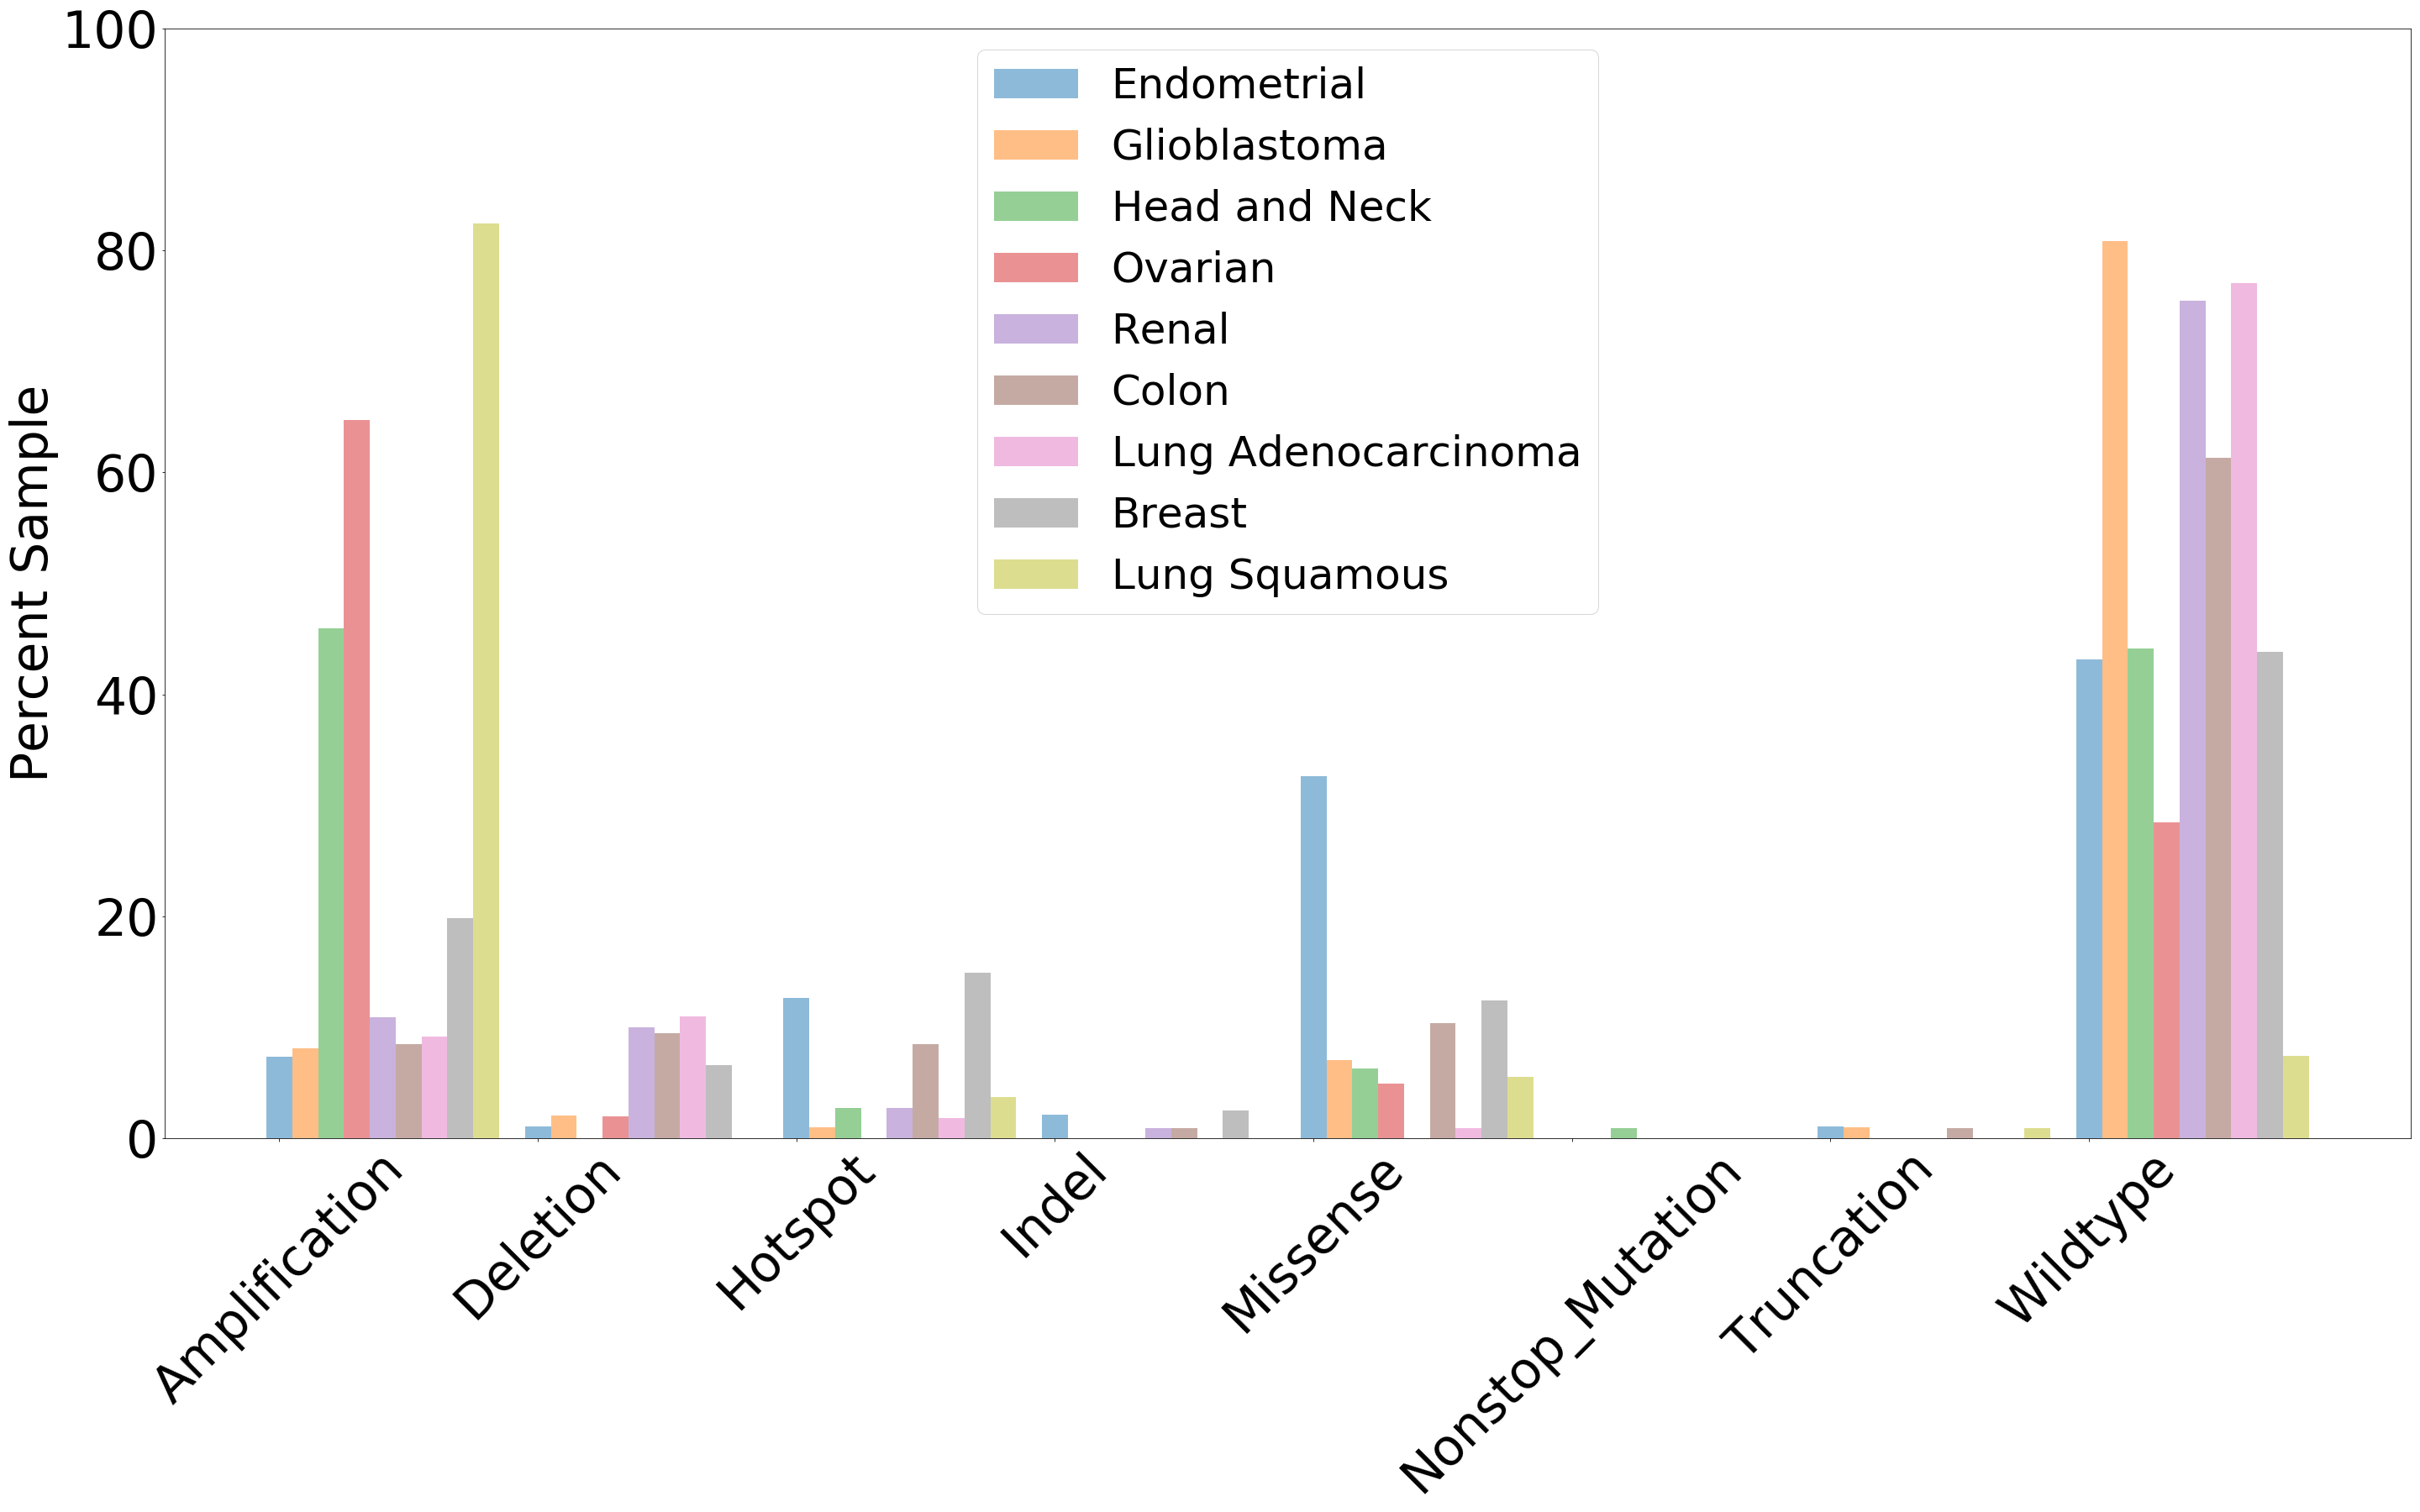 Percent Sample
100
80
60
40
20
0
Endometrial
Glioblastoma
Head and Neck
Ovarian
Renal
Colon
Lung Adenocarcinoma
Breast
Lung Squamous
Amplification
Deletion
Hotspot
Indel
Missense
Nonstop_Mutation
Truncation
Wildtype